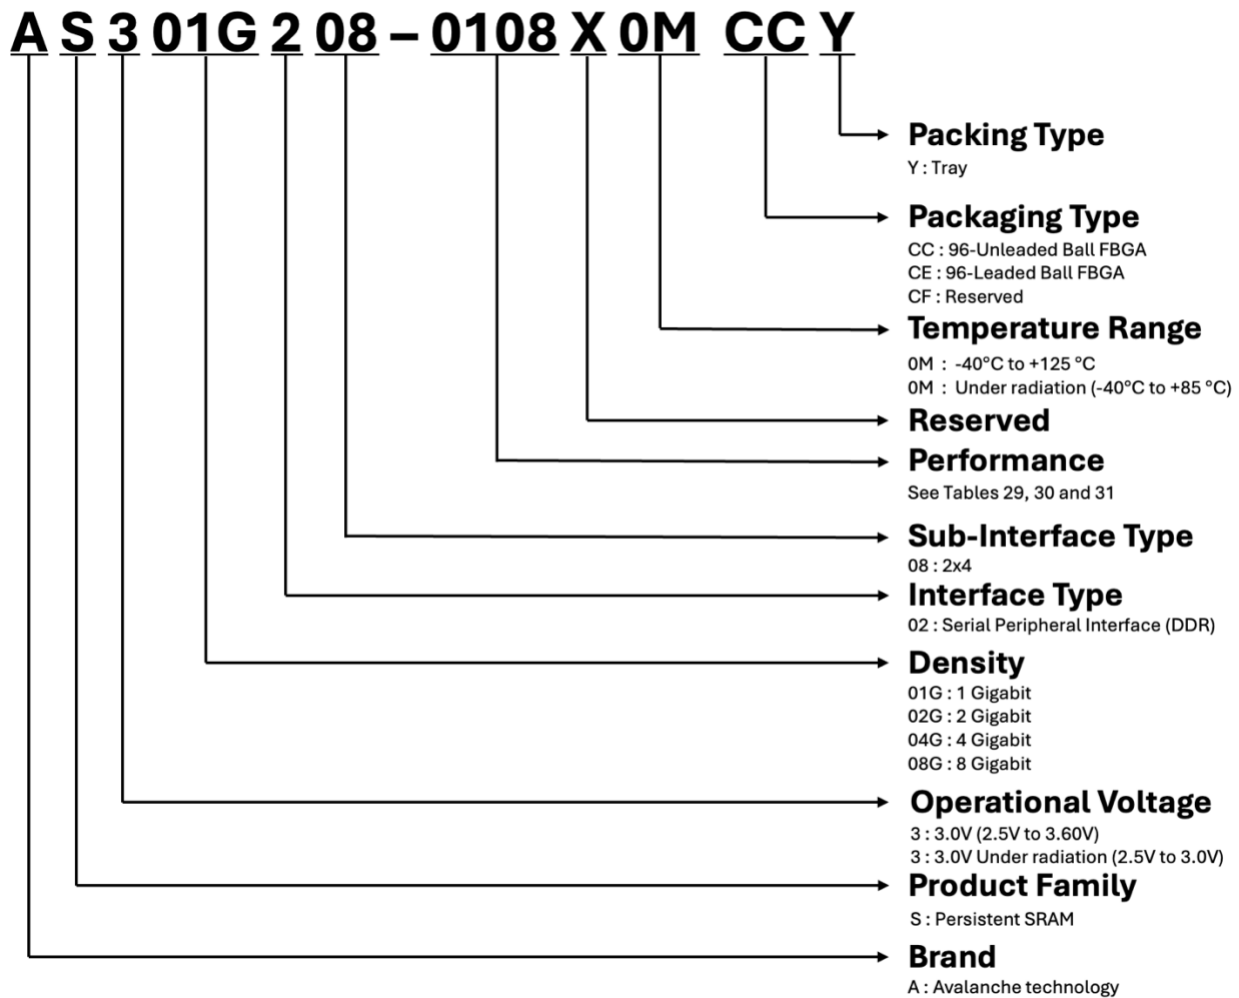 A S 3 01G 2 08 – 0108 X 0M CC Y
Packing Type
Y : Tray
Packaging Type
CC : 96-Unleaded Ball FBGA
CE : 96-Leaded Ball FBGA
CF : Reserved
Temperature Range
0M : -40°C to +125 °C
0M : Under radiation (-40°C to +85 °C)
Reserved
Performance
See Tables 29, 30 and 31
Sub-Interface Type
08 : 2x4
Interface Type
02 : Serial Peripheral Interface (DDR)
Density
01G : 1 Gigabit
02G : 2 Gigabit
04G : 4 Gigabit
08G : 8 Gigabit
Operational Voltage
3 : 3.0V (2.5V to 3.60V)
3 : 3.0V Under radiation (2.5V to 3.0V)
Product Family
S : Persistent SRAM
Brand
A : Avalanche technology